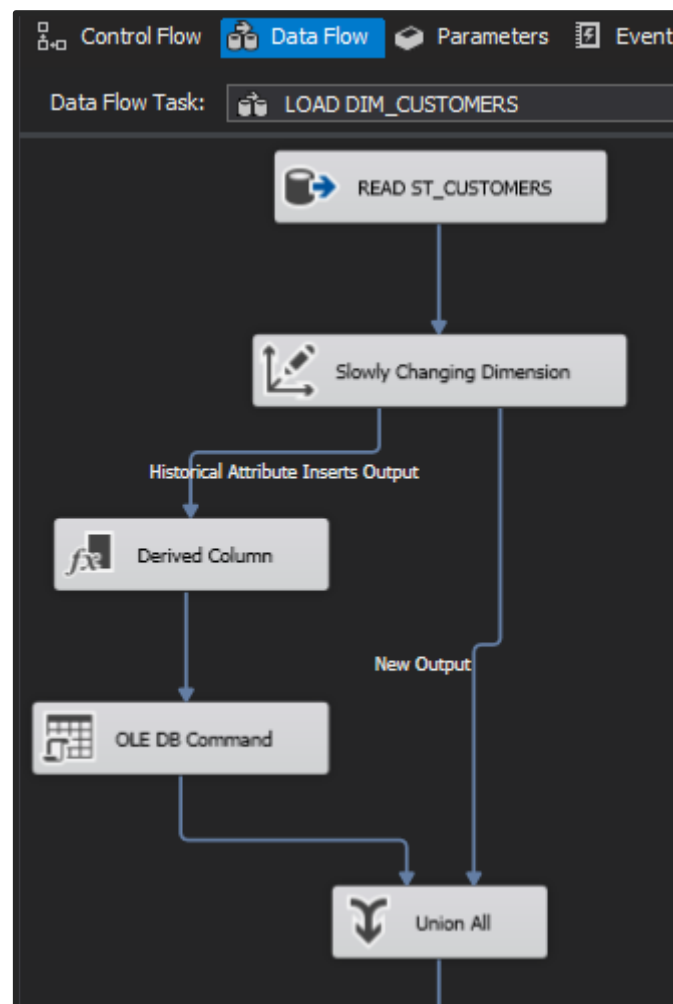 Control Flow Data Flow Parameters Event
Data Flow Task: LOAD DIM_CUSTOMERS
READ ST_CUSTOMERS
Slowly Changing Dimension
Historical Attribute Inserts Output
fx Derived Column
New Output
OLE DB Command
Union All